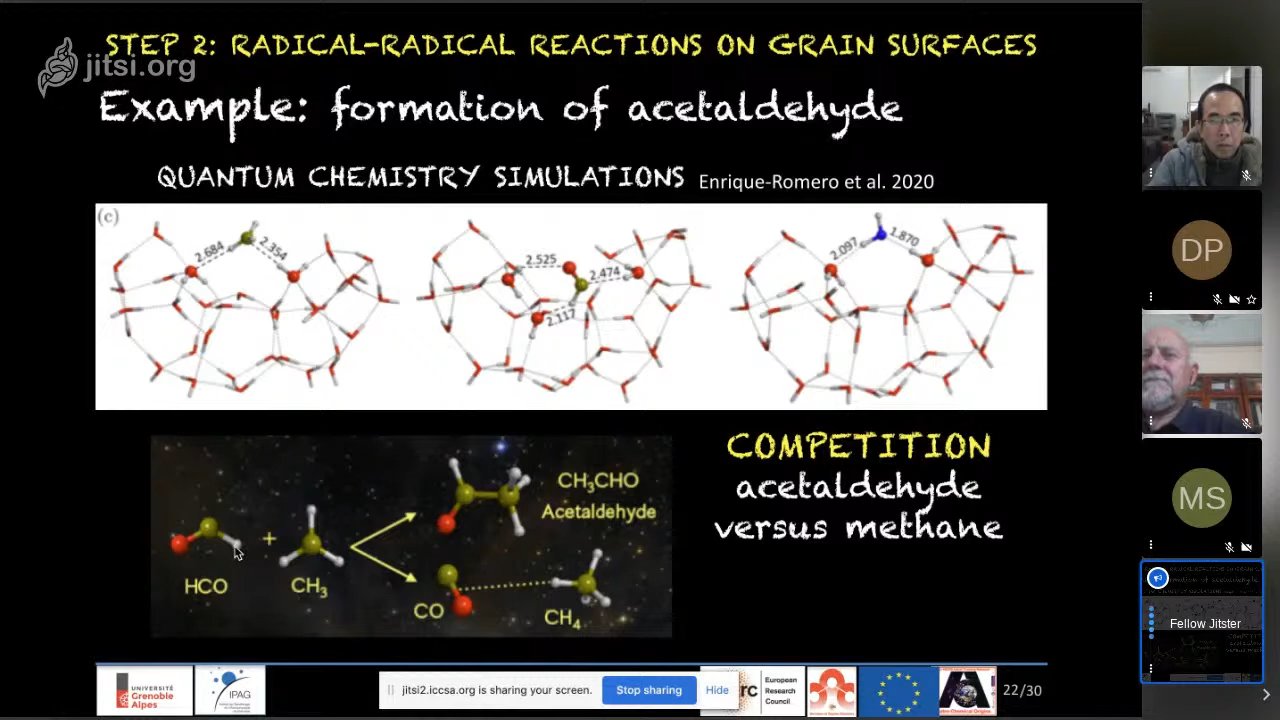 STEP 2: RADICAL-RADICAL REACTIONS ON GRAIN SURFACES
jitsi.org
Example: formation of acetaldehyde
QUANTUM CHEMISTRY SIMULATIONS Enrique-Romero et al. 2020
(c)
2.684
2.354
2.525
2.474
2.117
2.097
1.870
DP
MS
Fellow Jitster
COMPETITION
acetaldehyde
versus methane
CH₃CHO
Acetaldehyde
+
HCO
CH₃
CO
CH₄
UNIVERSITÉ
Grenoble
Alpes
IPAG
jitsi2.iccsa.org is sharing your screen.
Stop sharing
Hide
rc
European
Research
Council
22/30